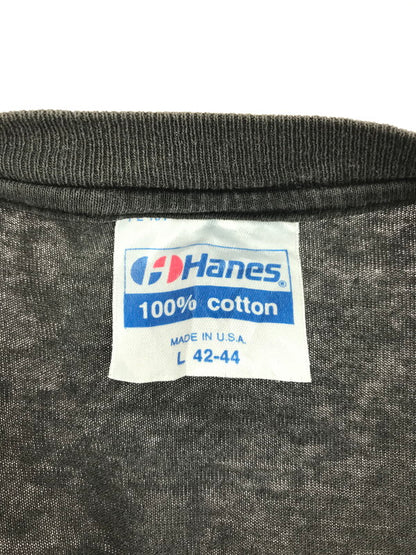 Hanes®
100% cotton
MADE IN U.S.A.
L 42-44